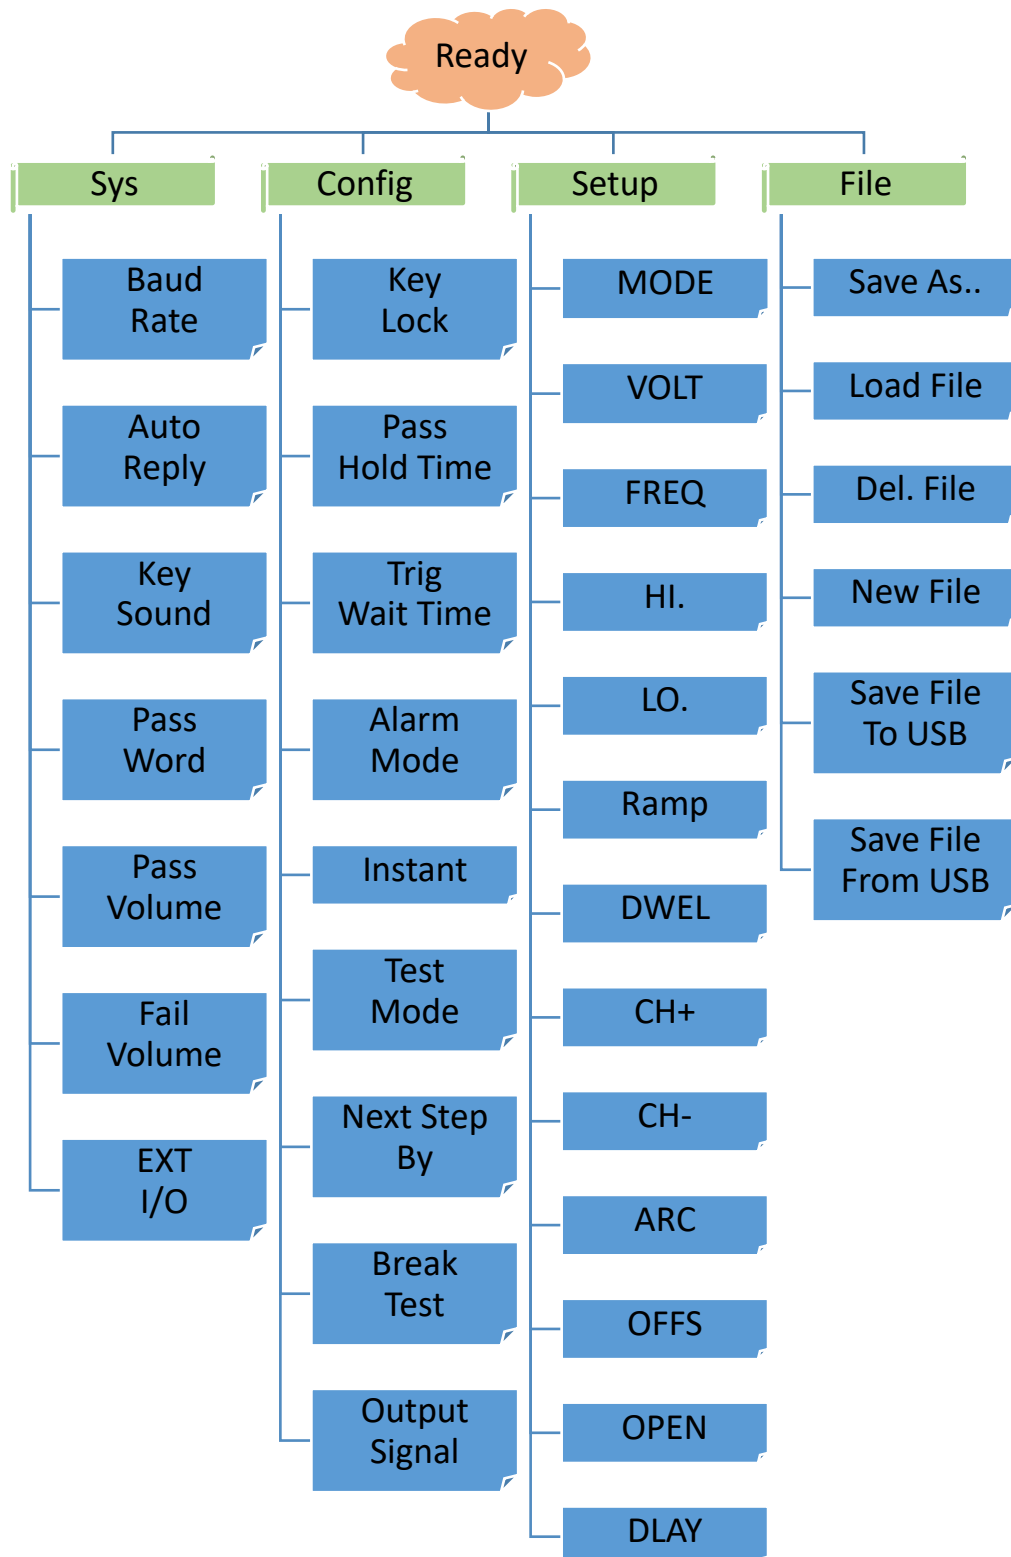 Ready
Sys
Config
Setup
File
Baud
Rate
Auto
Reply
Key
Sound
Pass
Word
Pass
Volume
Fail
Volume
EXT
I/O
Key
Lock
Pass
Hold Time
Trig
Wait Time
Alarm
Mode
Instant
Test
Mode
Next Step
By
Break
Test
Output
Signal
MODE
VOLT
FREQ
HI.
LO.
Ramp
DWEL
CH+
CH-
ARC
OFFS
OPEN
DLAY
Save As..
Load File
Del. File
New File
Save File
To USB
Save File
From USB